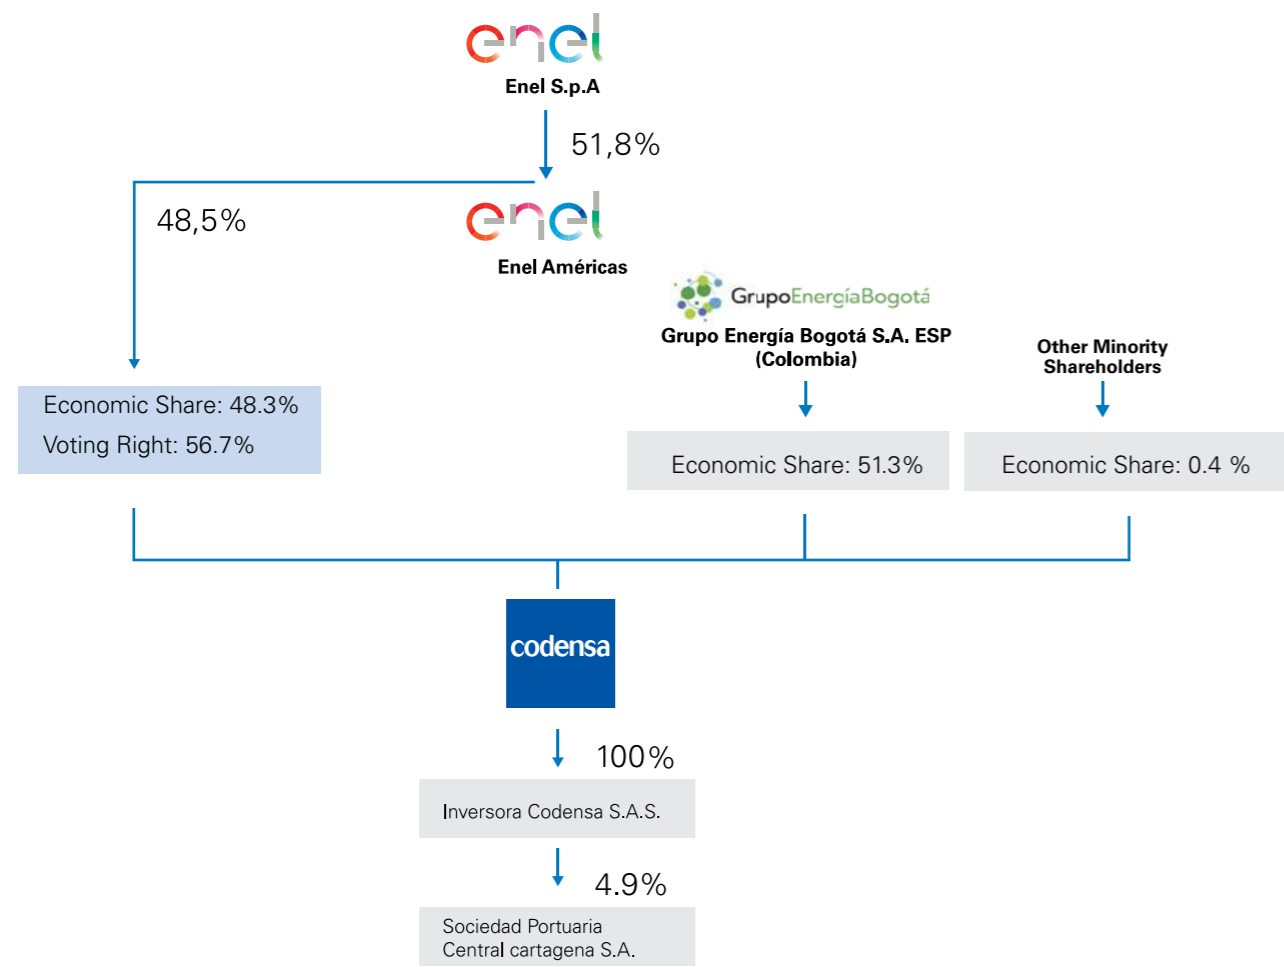 enel
Enel S.p.A
51,8%
48,5%
enel
Enel Américas
GrupoEnergíaBogotá
Grupo Energía Bogotá S.A. ESP
(Colombia)
Other Minority
Shareholders
Economic Share: 48.3%
Voting Right: 56.7%
Economic Share: 51.3%
Economic Share: 0.4 %
codensa
100%
Inversora Codensa S.A.S.
4.9%
Sociedad Portuaria
Central cartagena S.A.